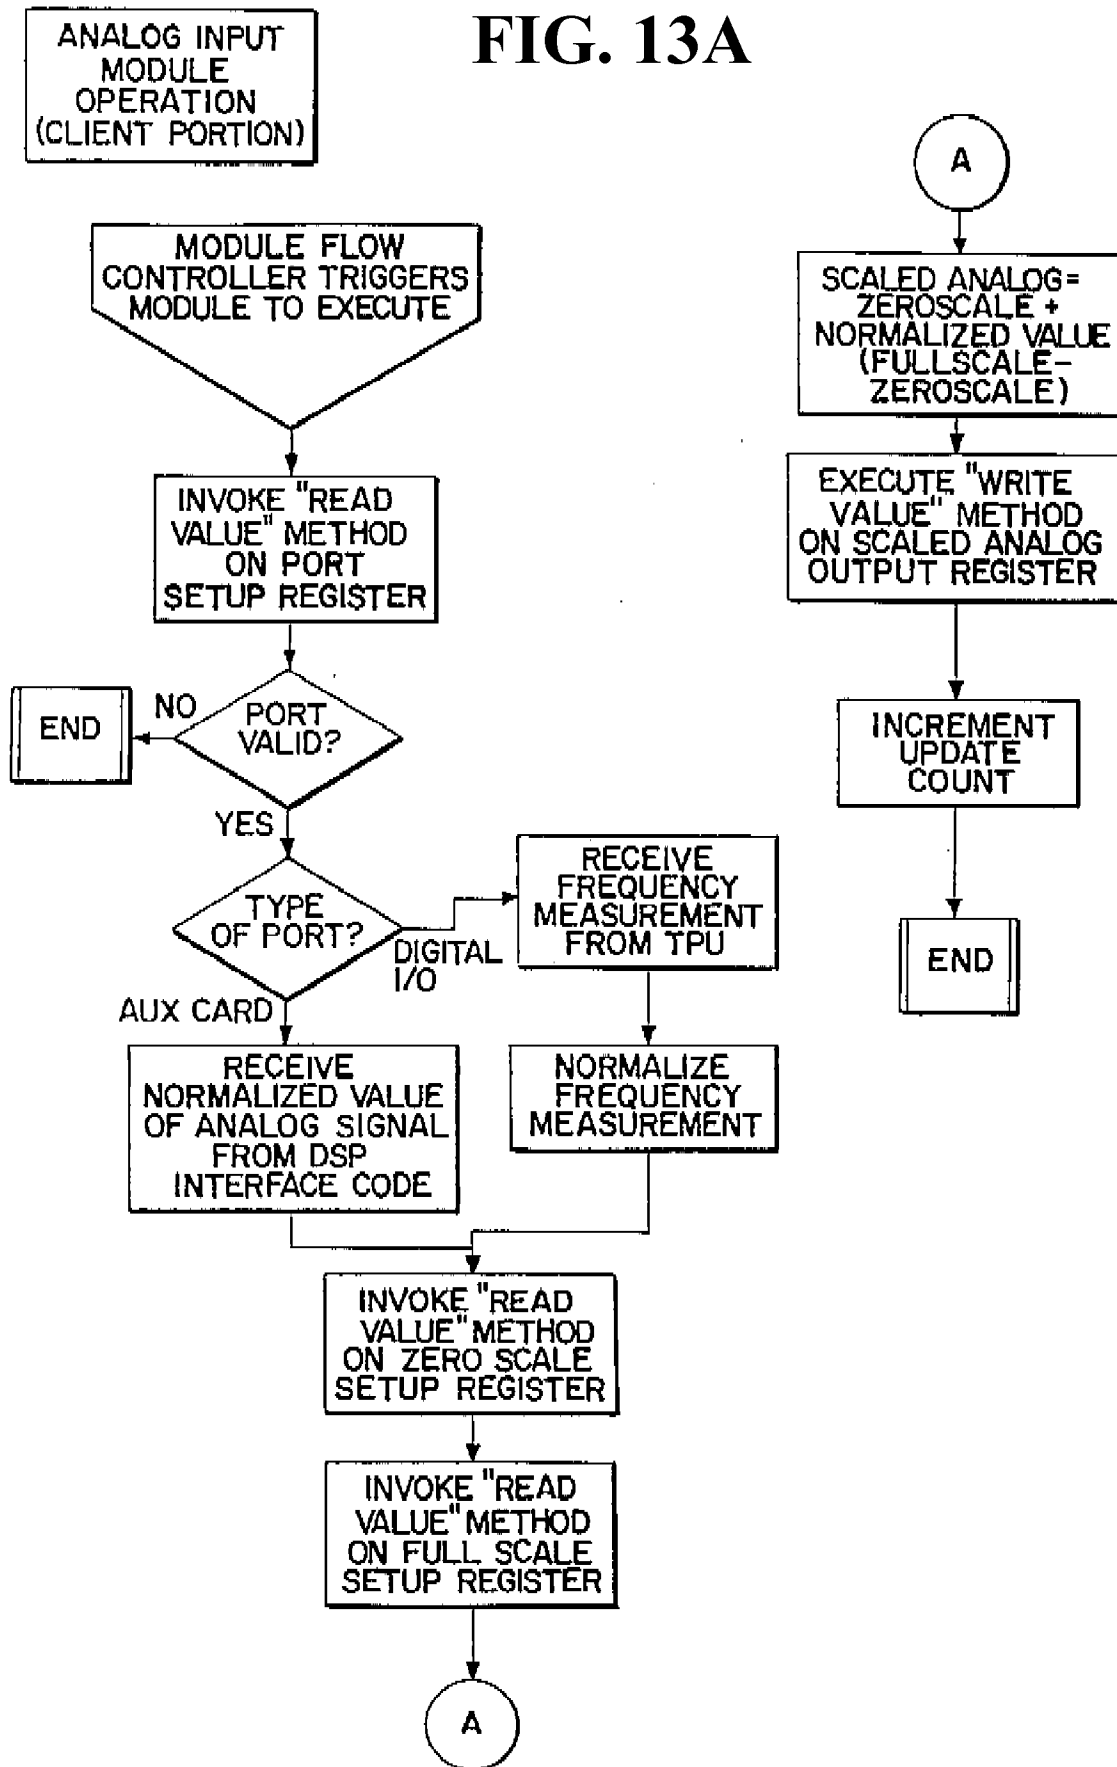 FIG. 13A
ANALOG INPUT
MODULE
OPERATION
(CLIENT PORTION)
MODULE FLOW
CONTROLLER TRIGGERS
MODULE TO EXECUTE
INVOKE "READ
VALUE" METHOD
ON PORT
SETUP REGISTER
PORT
VALID?
NO
END
YES
TYPE
OF PORT?
DIGITAL
I/O
AUX CARD
RECEIVE
FREQUENCY
MEASUREMENT
FROM TPU
NORMALIZE
FREQUENCY
MEASUREMENT
RECEIVE
NORMALIZED VALUE
OF ANALOG SIGNAL
FROM DSP
INTERFACE CODE
INVOKE "READ
VALUE" METHOD
ON ZERO SCALE
SETUP REGISTER
INVOKE "READ
VALUE" METHOD
ON FULL SCALE
SETUP REGISTER
A
A
SCALED ANALOG=
ZEROSCALE +
NORMALIZED VALUE
(FULLSCALE-
ZEROSCALE)
EXECUTE "WRITE
VALUE" METHOD
ON SCALED ANALOG
OUTPUT REGISTER
INCREMENT
UPDATE
COUNT
END